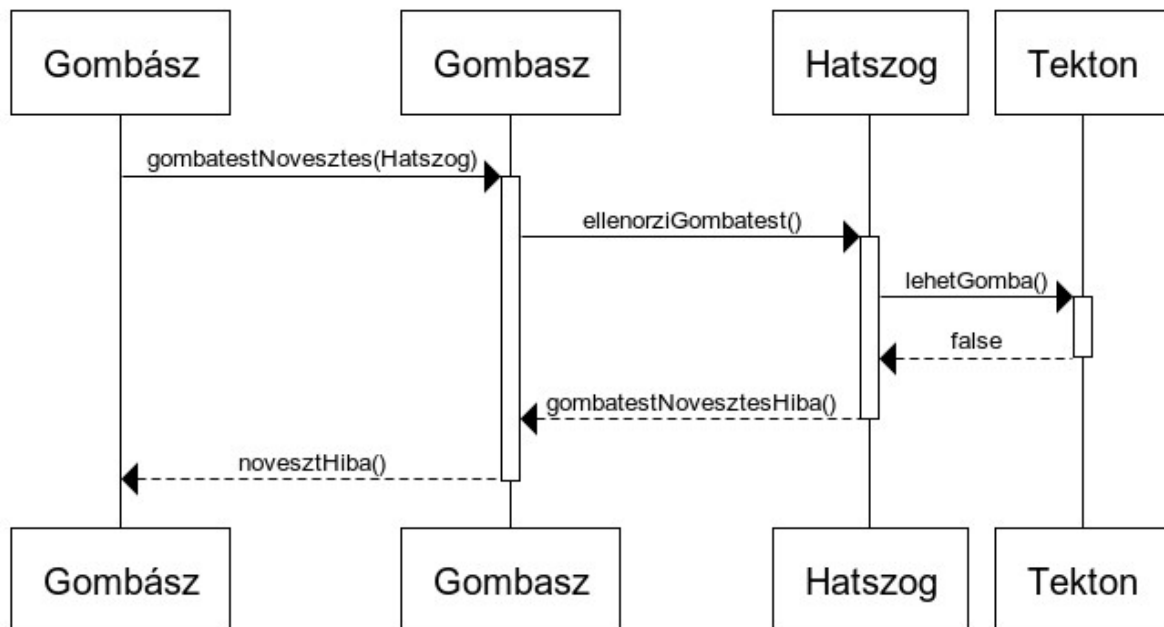 Gombász
Gombasz
Hatszog
Tekton
gombatestNovesztes(Hatszog)
ellenorziGombatest()
lehetGomba()
false
gombatestNovesztesHiba()
novesztHiba()
Gombász
Gombasz
Hatszog
Tekton